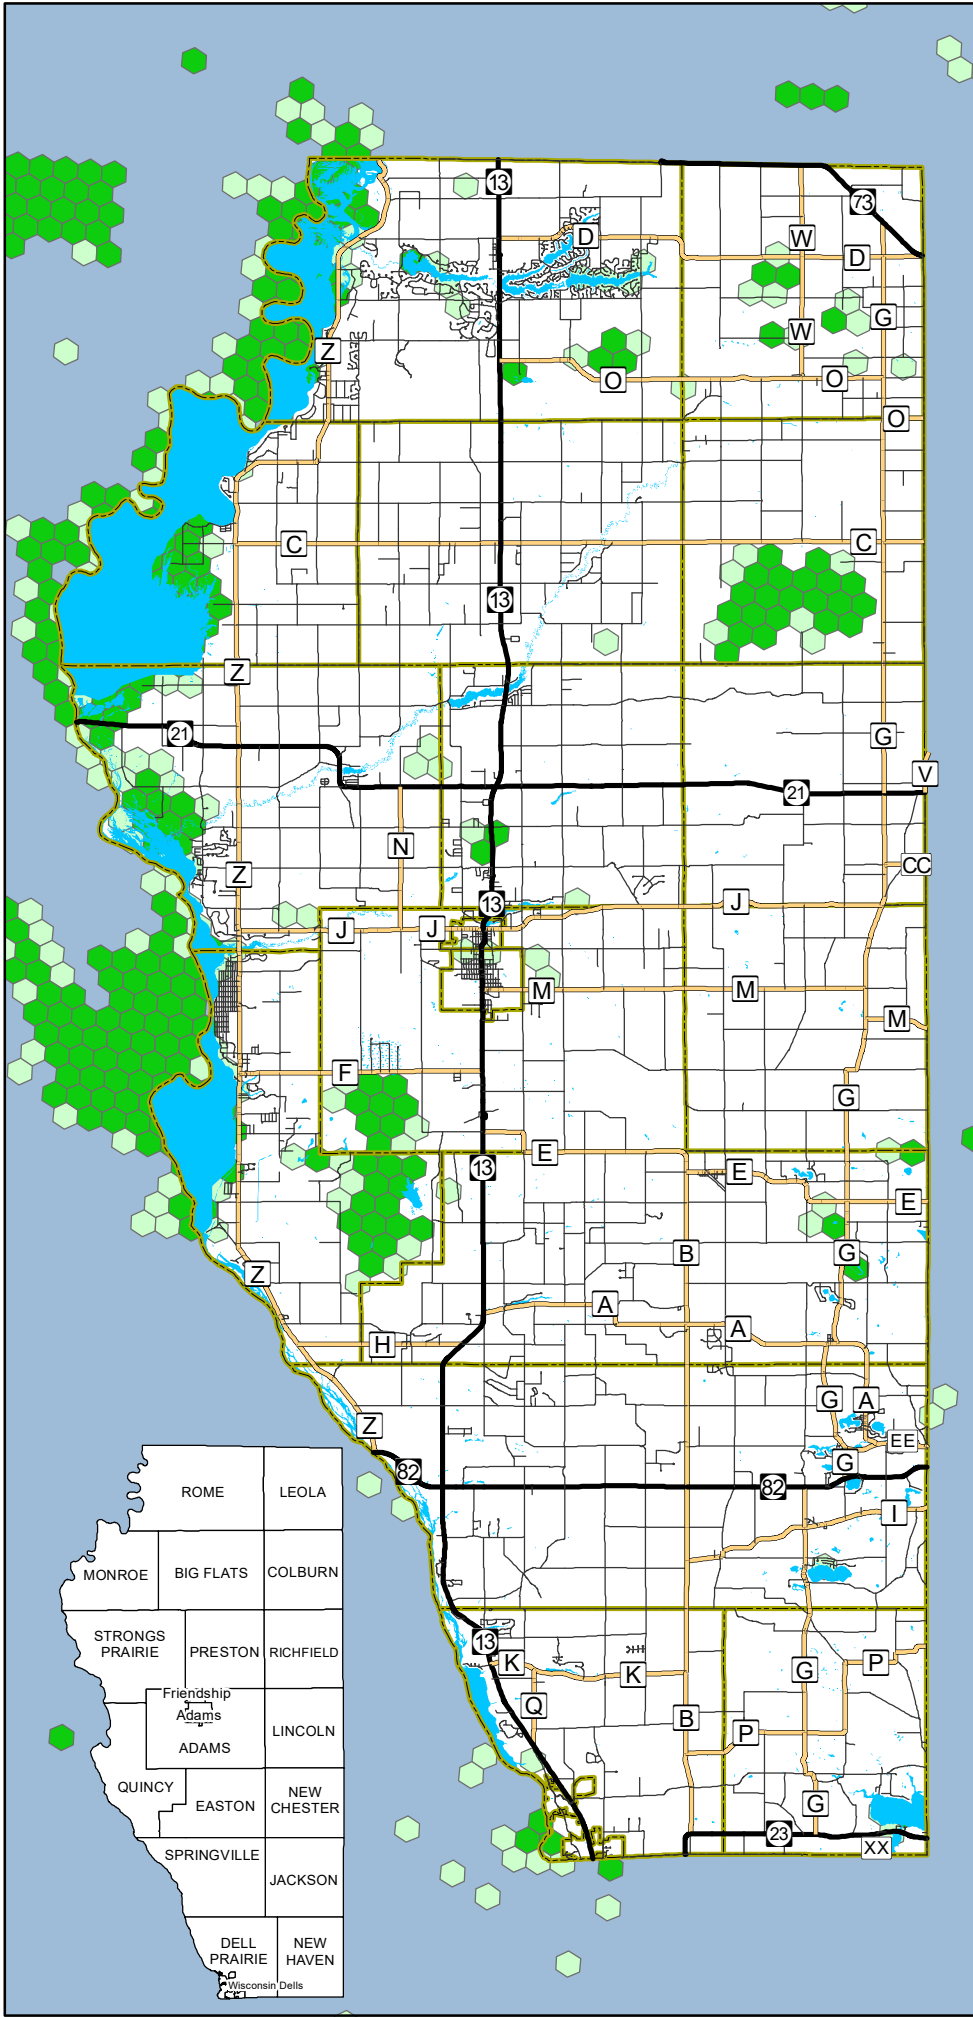 13
73
W
D
D
G
W
Z
O
O
O
C
C
13
Z
G
21
V
21
N
CC
Z
13
J
J
J
M
M
M
F
G
E
13
E
E
B
G
Z
A
A
H
G
A
Z
EE
G
82
82
I
13
K
K
P
G
Q
B
P
G
23
XX
ROME
LEOLA
MONROE
BIG FLATS
COLBURN
STRONGS
PRAIRIE
PRESTON
RICHFIELD
Friendship
Adams
LINCOLN
ADAMS
QUINCY
EASTON
NEW
CHESTER
SPRINGVILLE
JACKSON
DELL
PRAIRIE
NEW
HAVEN
Wisconsin Dells